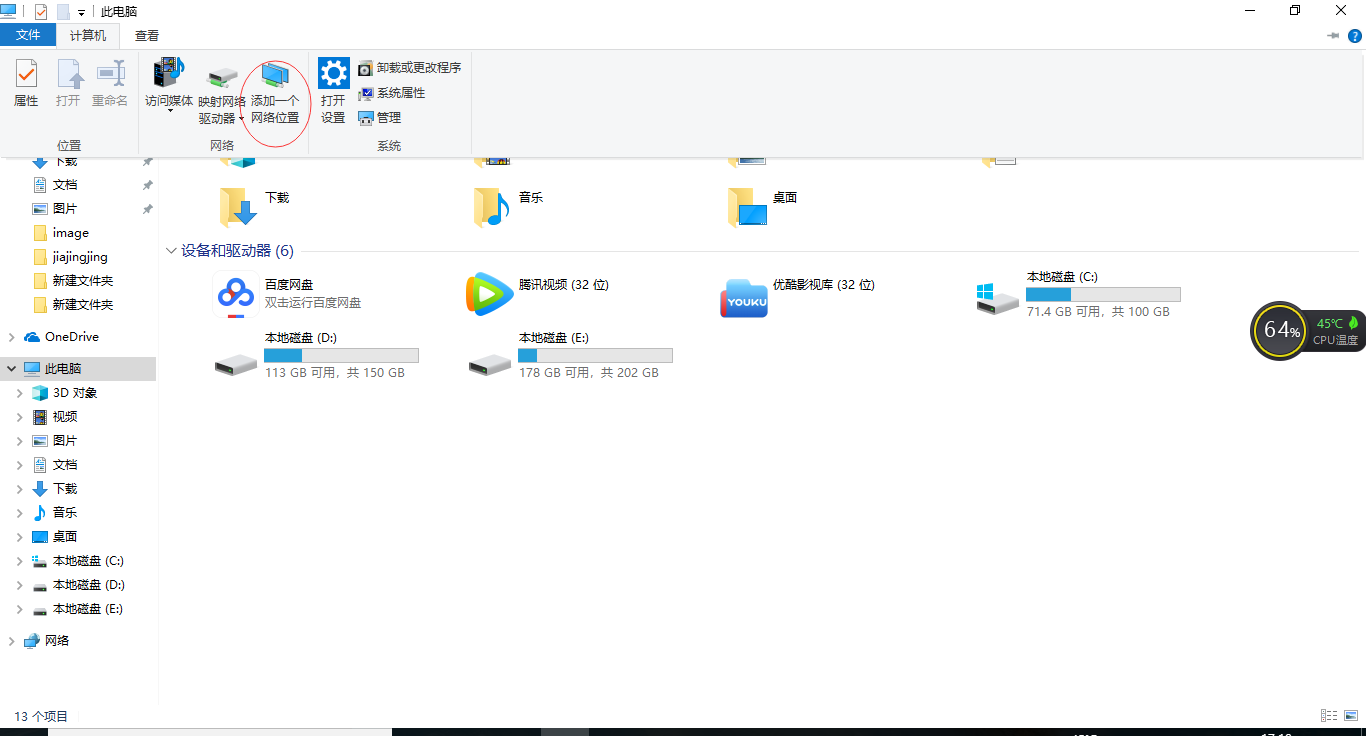 此电脑
文件
计算机
查看
属性
打开
重命名
访问媒体
映射网络
驱动器
添加一个
网络位置
打开
设置
卸载或更改程序
系统属性
管理
位置
网络
系统
下载
文档
图片
image
jiajingjing
新建文件夹
新建文件夹
OneDrive
此电脑
3D 对象
视频
图片
文档
下载
音乐
桌面
本地磁盘 (C:)
本地磁盘 (D:)
本地磁盘 (E:)
网络
下载
音乐
桌面
设备和驱动器 (6)
百度网盘
双击运行百度网盘
腾讯视频 (32 位)
YOUKU
优酷影视库 (32 位)
本地磁盘 (C:)
71.4 GB 可用，共 100 GB
本地磁盘 (D:)
113 GB 可用，共 150 GB
本地磁盘 (E:)
178 GB 可用，共 202 GB
64%
45℃
CPU温度
13 个项目